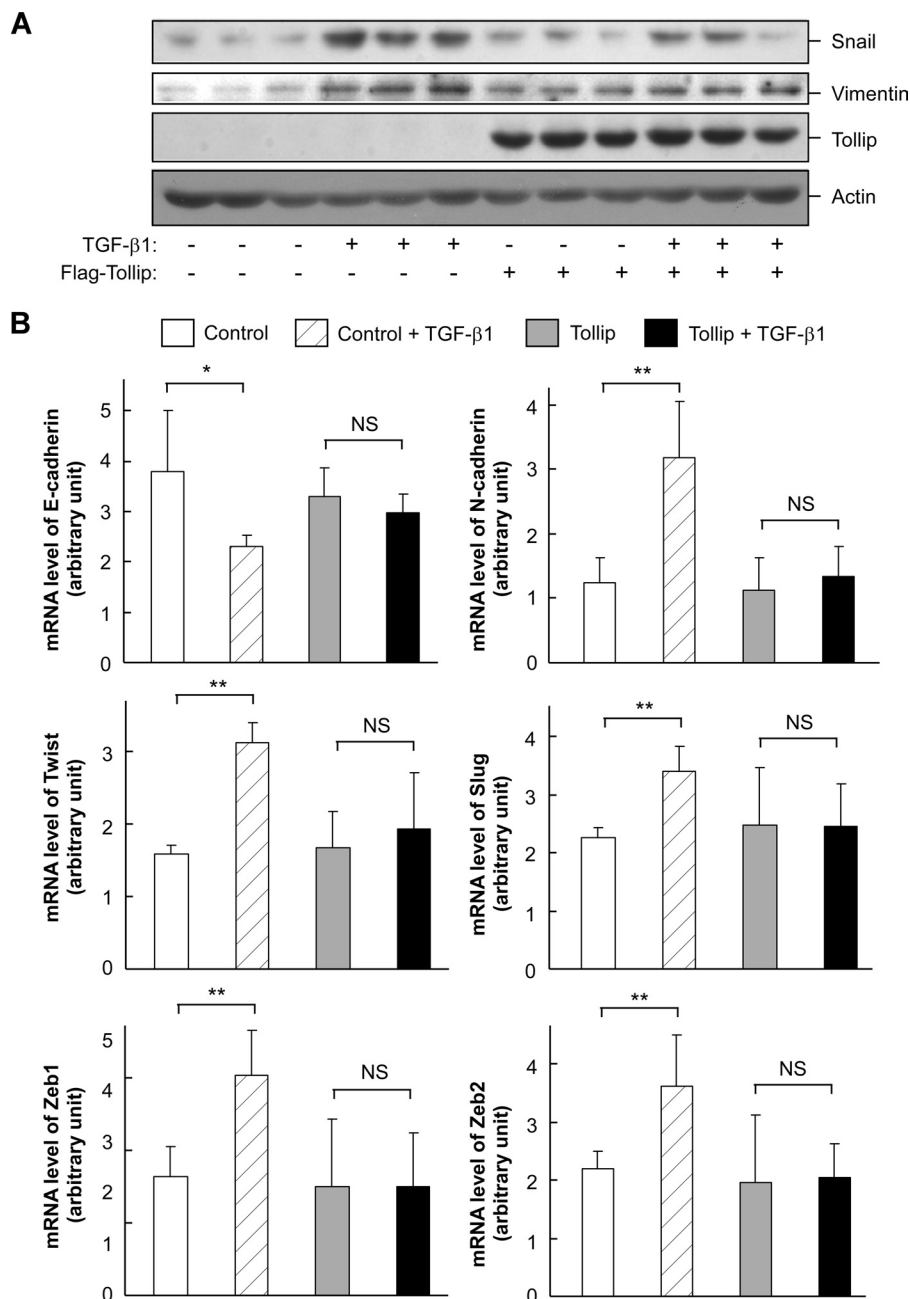 A
Snail
Vimentin
Tollip
Actin
TGF-β1: - - - + + + - - - + + +
Flag-Tollip: - - - - - - + + + + + +
B
Control Control + TGF-β1 Tollip Tollip + TGF-β1
mRNA level of E-cadherin
(arbitrary unit)
5
4
3
2
1
0
*
NS
mRNA level of N-cadherin
(arbitrary unit)
4
3
2
1
0
**
NS
mRNA level of Twist
(arbitrary unit)
3
2
1
0
**
NS
mRNA level of Slug
(arbitrary unit)
4
3
2
1
0
**
NS
mRNA level of Zeb1
(arbitrary unit)
5
4
3
2
1
0
**
NS
mRNA level of Zeb2
(arbitrary unit)
4
3
2
1
0
**
NS